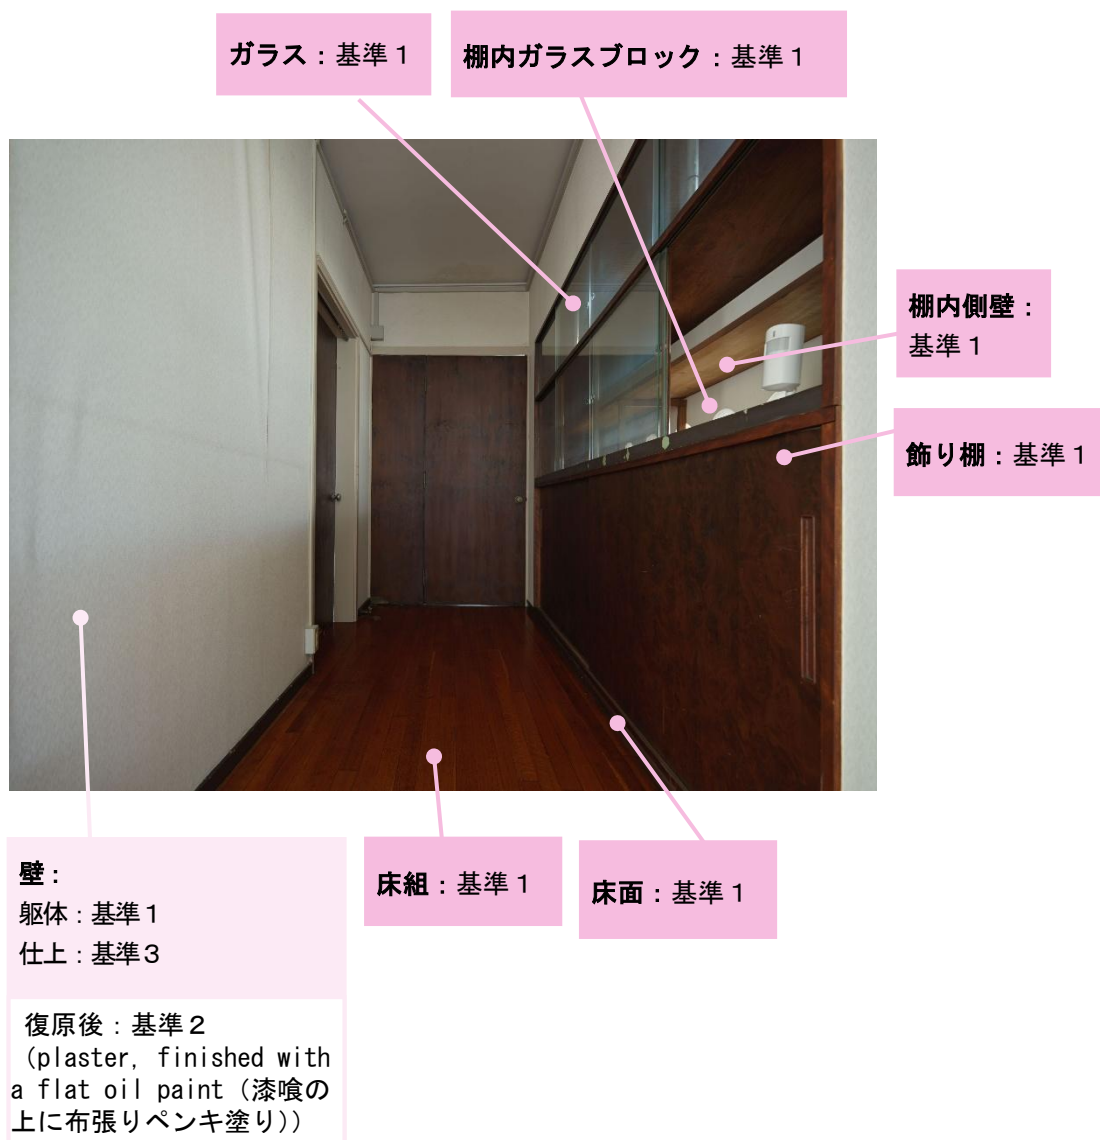 ガラス：基準１
棚内ガラスブロック：基準１
棚内側壁：
基準１
飾り棚：基準１
壁：
躯体：基準１
仕上：基準３
床組：基準１
床面：基準１
復原後：基準２
(plaster, finished with
a flat oil paint (漆喰の
上に布張りペンキ塗り))